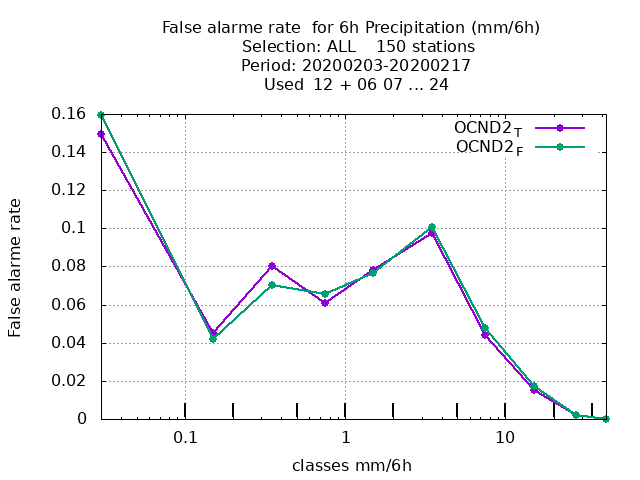 False alarme rate  for 6h Precipitation (mm/6h)
Selection: ALL    150 stations
Period: 20200203-20200217
Used  12 + 06 07 ... 24
OCND2T
OCND2F
False alarme rate
0.16
0.14
0.12
0.1
0.08
0.06
0.04
0.02
0
0.1
1
10
classes mm/6h